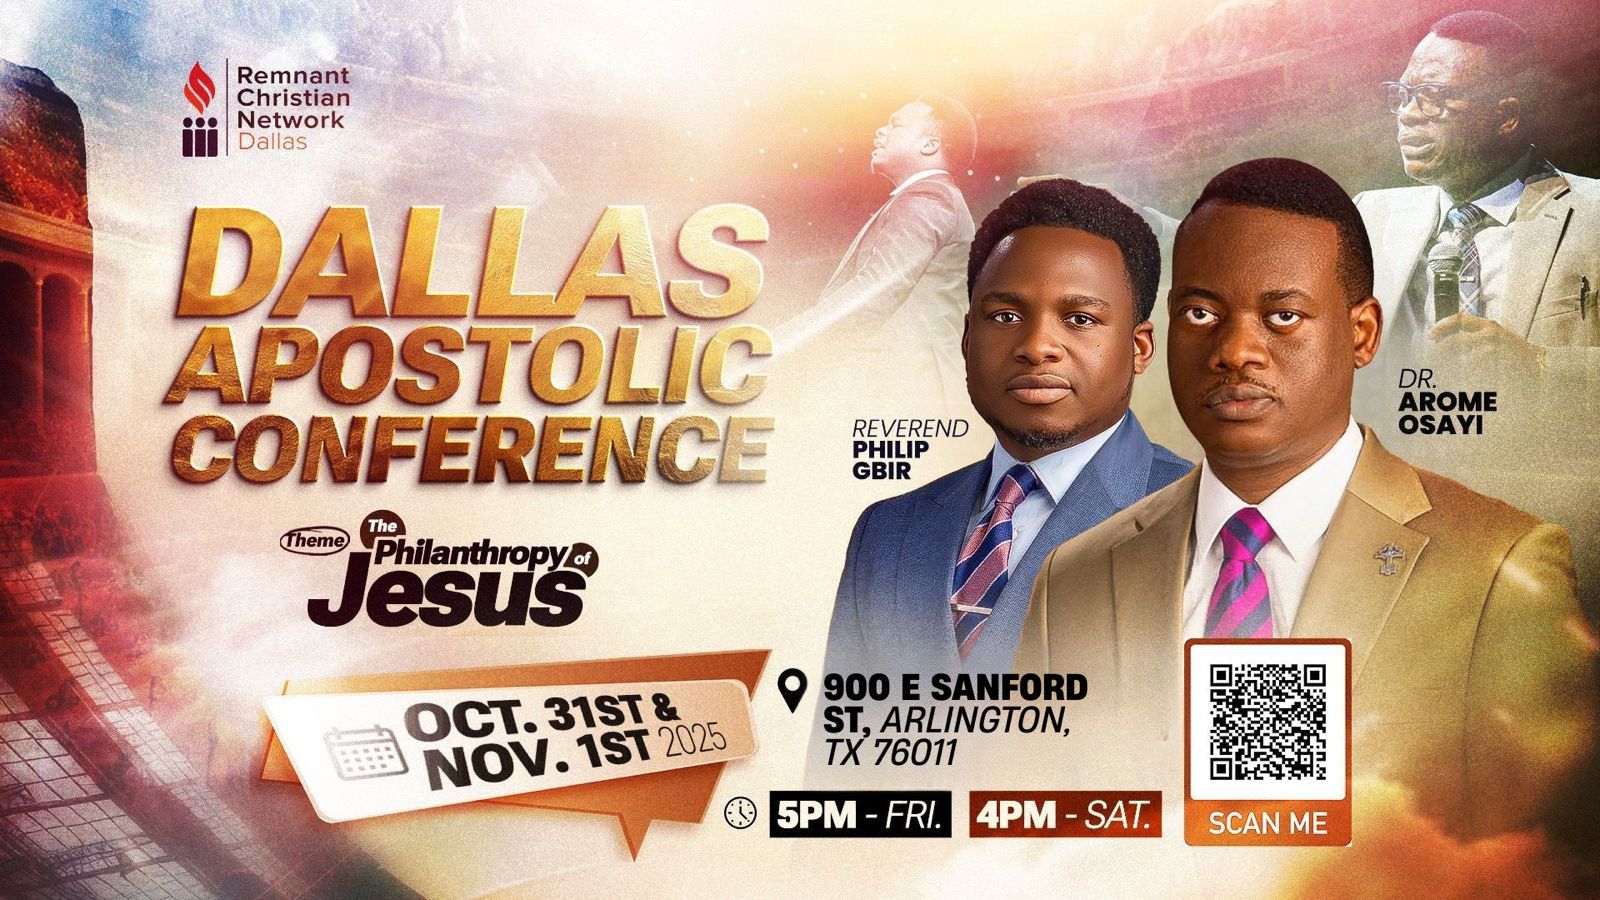 Remnant
Christian
Network
Dallas
DALLAS
APOSTOLIC
CONFERENCE
Theme
The
Philanthropy of
Jesus
REVEREND
PHILIP
GBIR
DR.
AROME
OSAYI
OCT. 31ST &
NOV. 1ST 2025
900 E SANFORD
ST, ARLINGTON,
TX 76011
5PM - FRI.
4PM - SAT.
SCAN ME